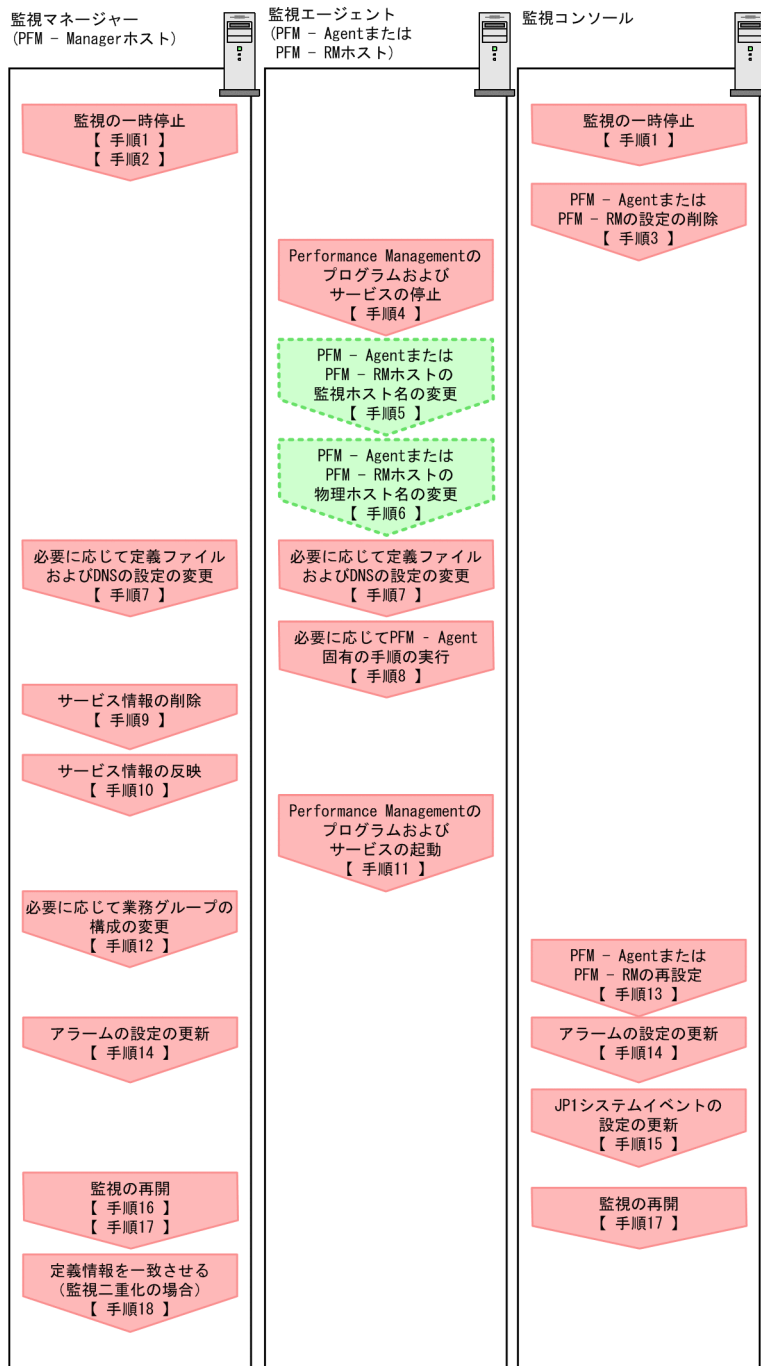 監視マネージャー
(PFM - Managerホスト)
監視エージェント
(PFM - Agentまたは
PFM - RMホスト)
監視コンソール
監視の一時停止
【 手順1 】
【 手順2 】
監視の一時停止
【 手順1 】
PFM - Agentまたは
PFM - RMの設定の削除
【 手順3 】
Performance Managementの
プログラムおよび
サービスの停止
【 手順4 】
PFM - Agentまたは
PFM - RMホストの
監視ホスト名の変更
【 手順5 】
PFM - Agentまたは
PFM - RMホストの
物理ホスト名の変更
【 手順6 】
必要に応じて定義ファイル
およびDNSの設定の変更
【 手順7 】
必要に応じて定義ファイル
およびDNSの設定の変更
【 手順7 】
必要に応じてPFM - Agent
固有の手順の実行
【 手順8 】
サービス情報の削除
【 手順9 】
サービス情報の反映
【 手順10 】
Performance Managementの
プログラムおよび
サービスの起動
【 手順11 】
必要に応じて業務グループの
構成の変更
【 手順12 】
PFM - Agentまたは
PFM - RMの再設定
【 手順13 】
アラームの設定の更新
【 手順14 】
アラームの設定の更新
【 手順14 】
JP1システムイベントの
設定の更新
【 手順15 】
監視の再開
【 手順16 】
【 手順17 】
監視の再開
【 手順17 】
定義情報を一致させる
(監視二重化の場合)
【 手順18 】